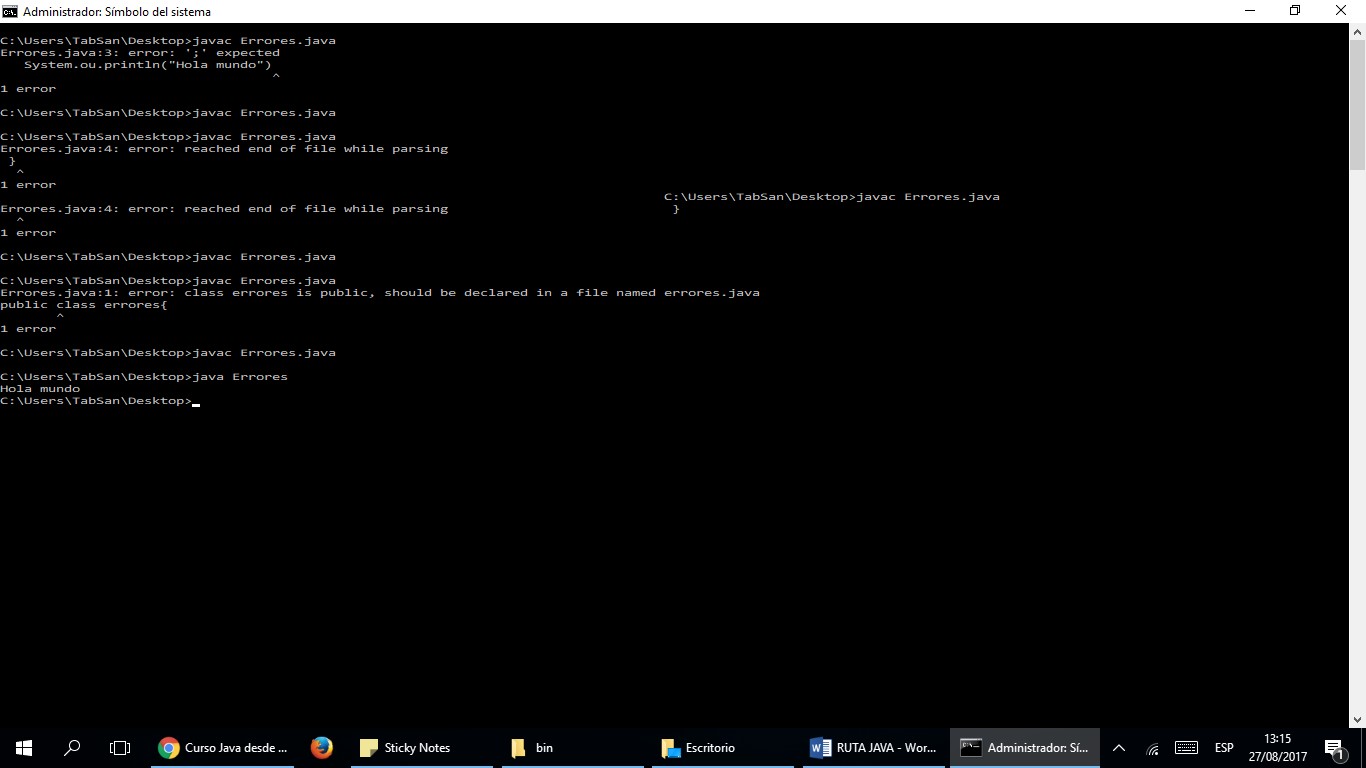 Administrador: Símbolo del sistema
C:\Users\TabSan\Desktop>javac Errores.java
Errores.java:3: error: ';' expected
   System.ou.println("Hola mundo")
                                  ^
1 error
C:\Users\TabSan\Desktop>javac Errores.java
C:\Users\TabSan\Desktop>javac Errores.java
Errores.java:4: error: reached end of file while parsing
 }
  ^
1 error
C:\Users\TabSan\Desktop>javac Errores.java
Errores.java:4: error: reached end of file while parsing
 }
  ^
1 error
C:\Users\TabSan\Desktop>javac Errores.java
C:\Users\TabSan\Desktop>javac Errores.java
Errores.java:1: error: class errores is public, should be declared in a file named errores.java
public class errores{
       ^
1 error
C:\Users\TabSan\Desktop>javac Errores.java
C:\Users\TabSan\Desktop>java Errores
Hola mundo
C:\Users\TabSan\Desktop>_
Curso Java desde ...
Sticky Notes
bin
Escritorio
RUTA JAVA - Wor...
Administrador: Sí...
ESP
13:15
27/08/2017
1